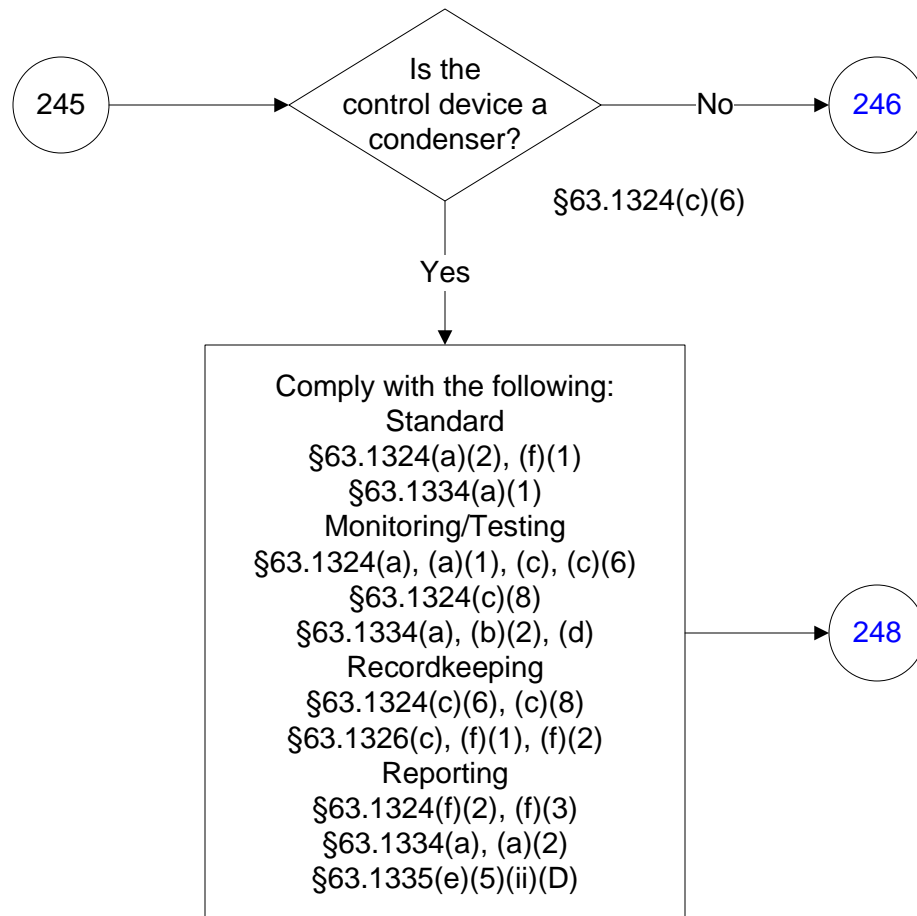 245
Is the
control device a
condenser?
No
246
§63.1324(c)(6)
Yes
Comply with the following:
Standard
§63.1324(a)(2), (f)(1)
§63.1334(a)(1)
Monitoring/Testing
§63.1324(a), (a)(1), (c), (c)(6)
§63.1324(c)(8)
§63.1334(a), (b)(2), (d)
Recordkeeping
§63.1324(c)(6), (c)(8)
§63.1326(c), (f)(1), (f)(2)
Reporting
§63.1324(f)(2), (f)(3)
§63.1334(a), (a)(2)
§63.1335(e)(5)(ii)(D)
248